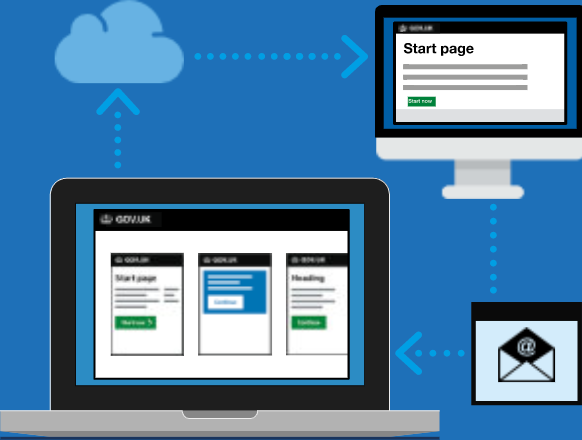 GOV.UK
Start page
Start now
GOV.UK
GOV.UK
Start page
Start now
GOV.UK
Continue
GOV.UK
Heading
Continue
@